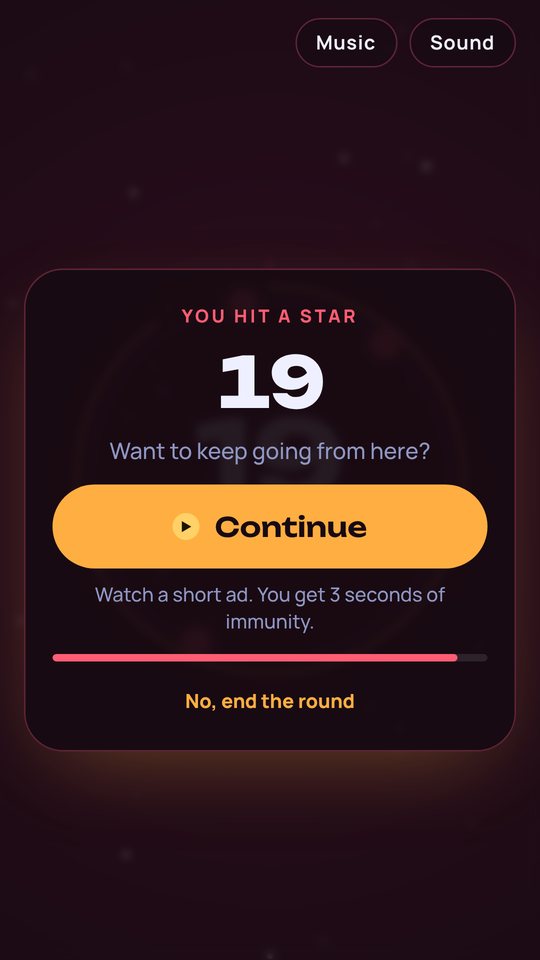 Music Sound
YOU HIT A STAR
19
Want to keep going from here?
Continue
Watch a short ad. You get 3 seconds of
immunity.
No, end the round